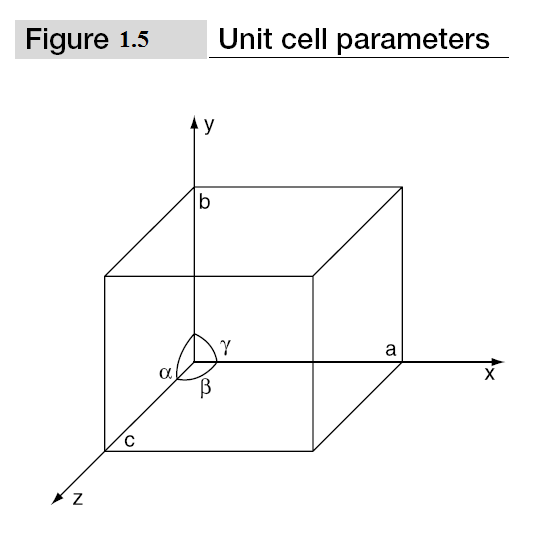 Figure 1.5 Unit cell parameters
y
b
γ
a
α
x
β
c
z